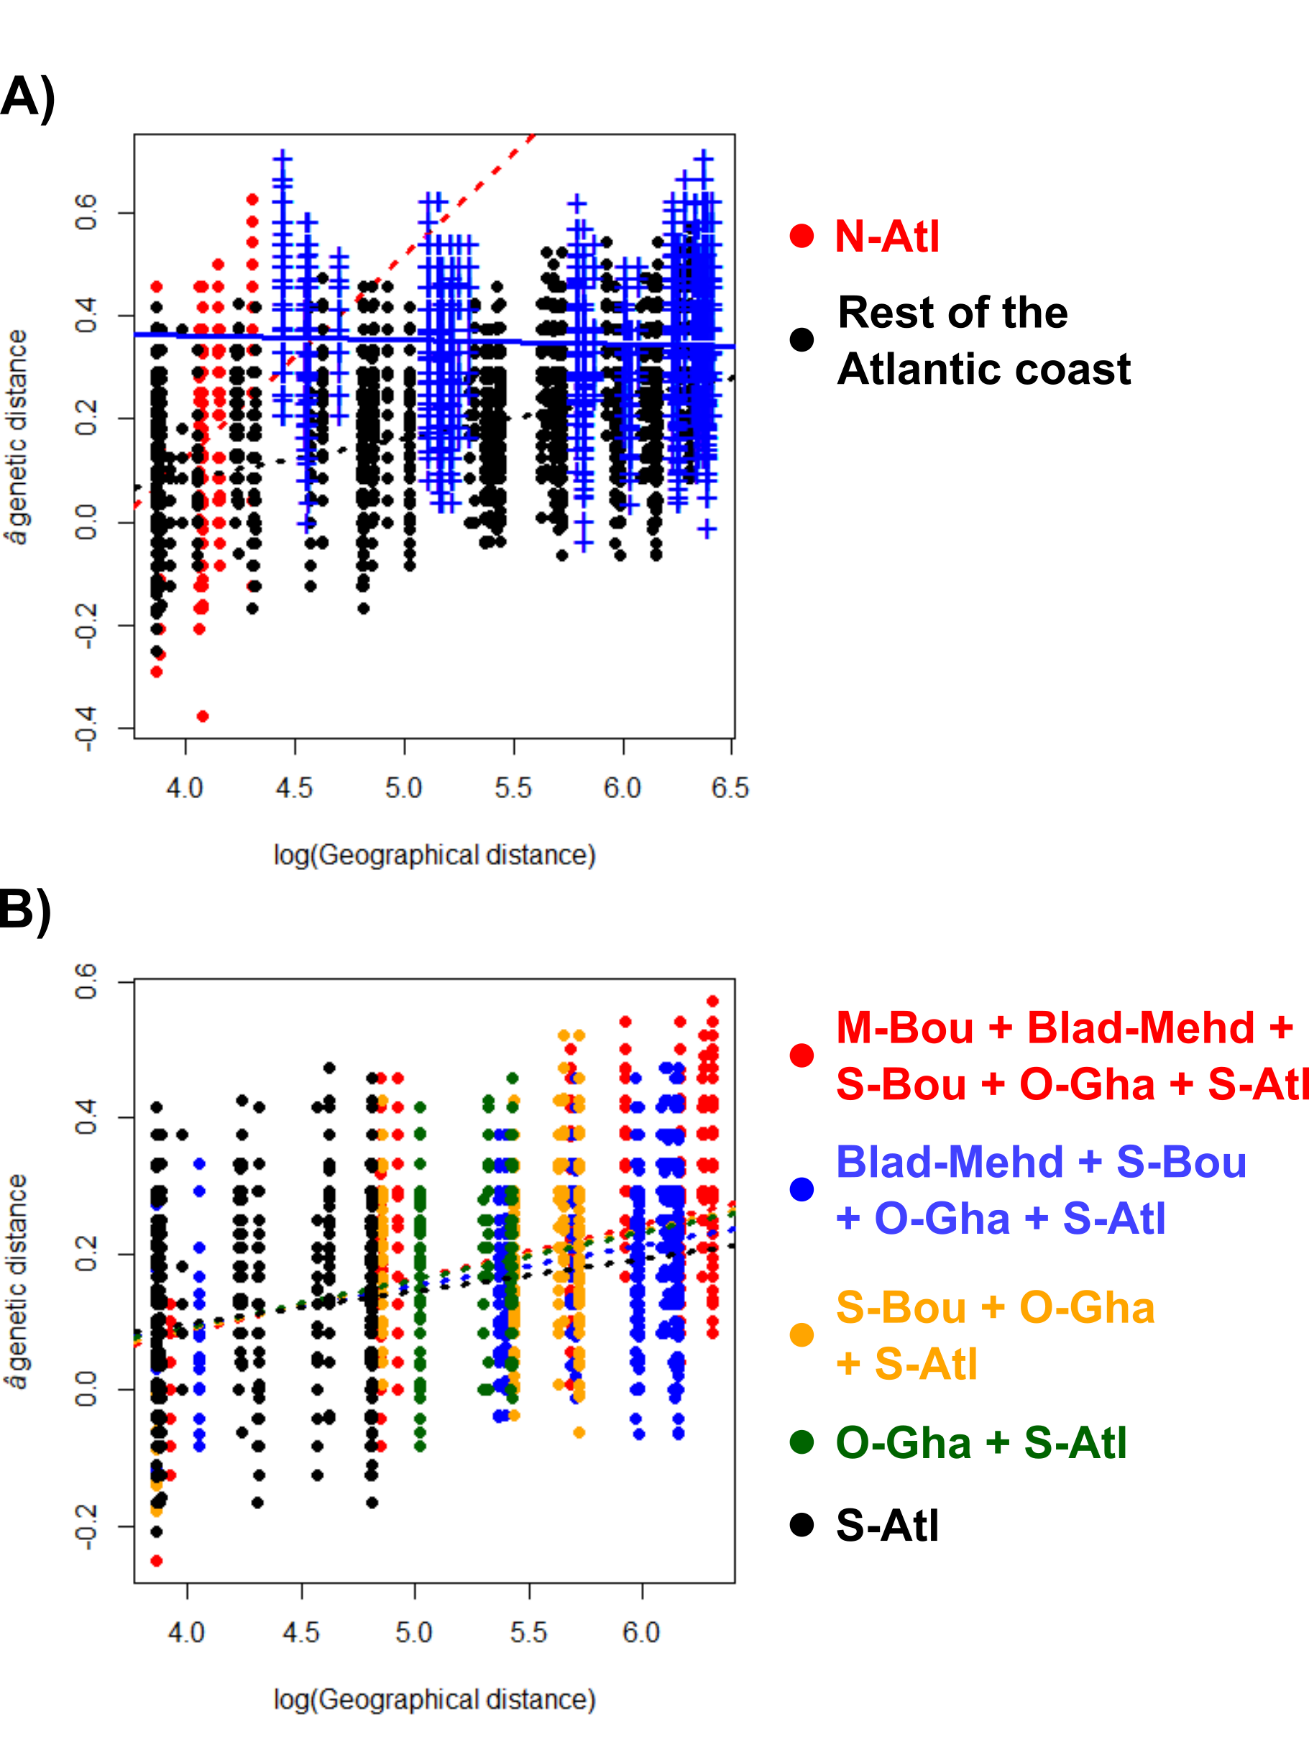 A)
0.6
0.4
0.2
0.0
-0.2
-0.4
â genetic distance
4.0 4.5 5.0 5.5 6.0 6.5
log(Geographical distance)
N-Atl
Rest of the
Atlantic coast
B)
0.6
0.4
0.2
0.0
-0.2
â genetic distance
4.0 4.5 5.0 5.5 6.0
log(Geographical distance)
M-Bou + Blad-Mehd +
S-Bou + O-Gha + S-Atl
Blad-Mehd + S-Bou
+ O-Gha + S-Atl
S-Bou + O-Gha
+ S-Atl
O-Gha + S-Atl
S-Atl